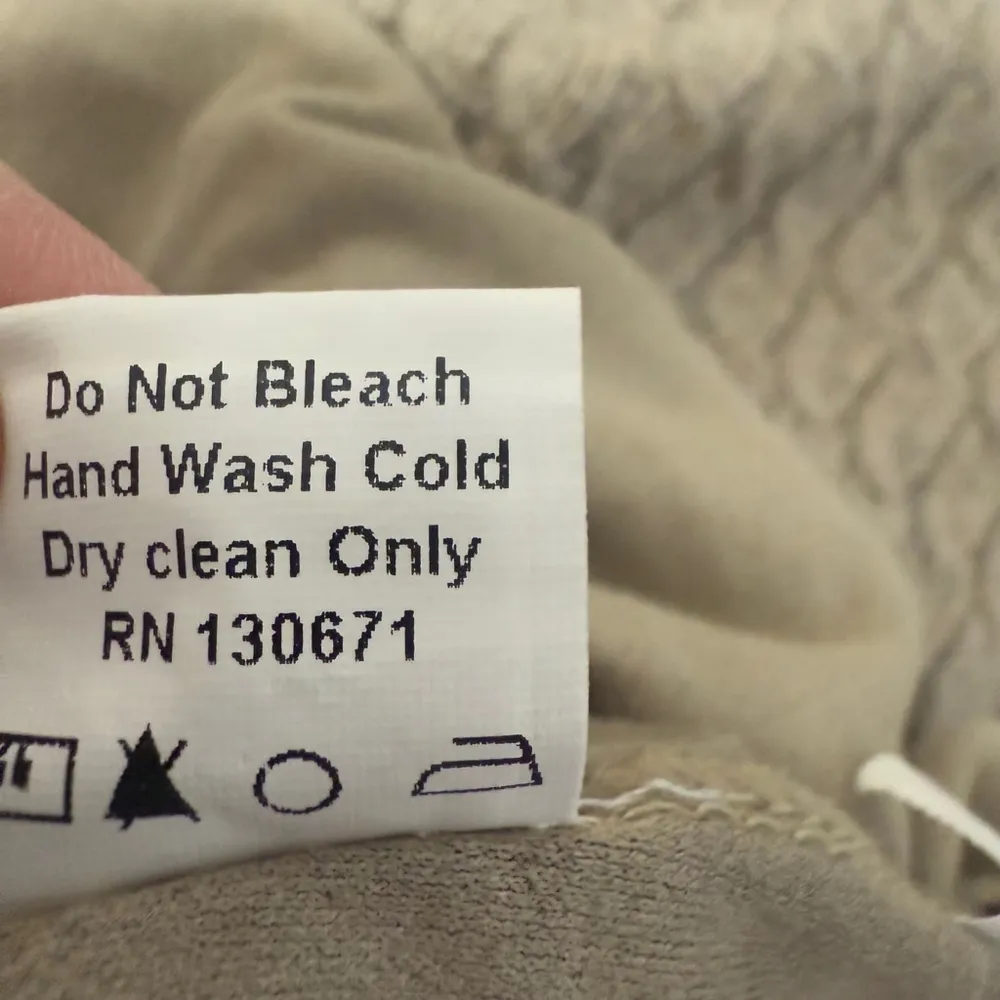 Do Not Bleach
Hand Wash Cold
Dry clean Only
RN 130671